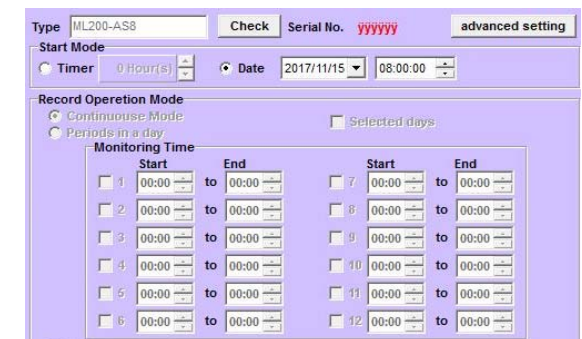 Type ML200-AS8 Check Serial No. ÿÿÿÿÿÿ advanced setting
Start Mode
Timer 0 Hour(s) Date 2017/11/15 08:00:00
Record Operetion Mode
Continuouse Mode Selected days
Periods in a day
Monitoring Time
Start End Start End
1 00:00 to 00:00 7 00:00 to 00:00
2 00:00 to 00:00 8 00:00 to 00:00
3 00:00 to 00:00 9 00:00 to 00:00
4 00:00 to 00:00 10 00:00 to 00:00
5 00:00 to 00:00 11 00:00 to 00:00
6 00:00 to 00:00 12 00:00 to 00:00